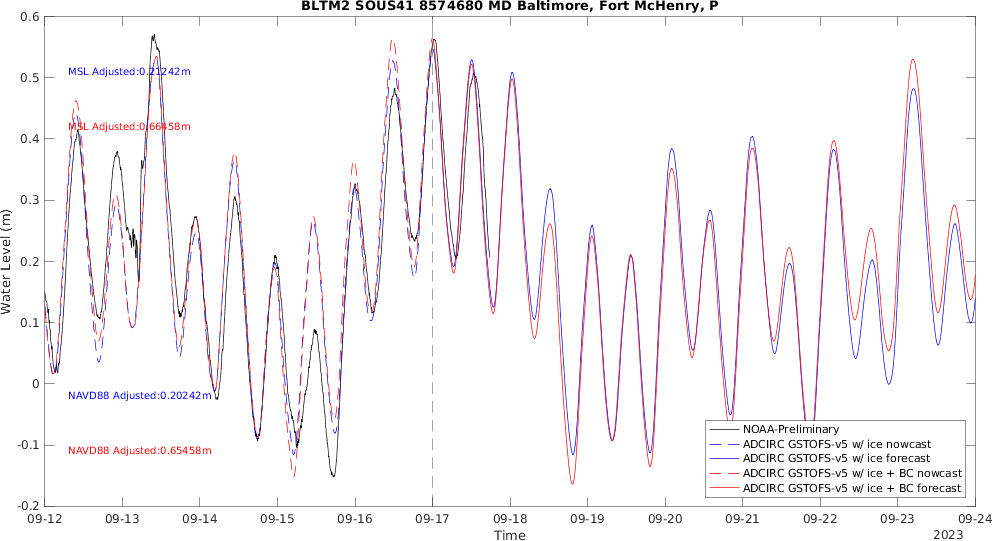 BLTM2 SOUS41 8574680 MD Baltimore, Fort McHenry, P
0.6
0.5
0.4
0.3
0.2
0.1
0
-0.1
-0.2
Water Level (m)
MSL Adjusted:0.21242m
MSL Adjusted:0.66458m
NAVD88 Adjusted:0.20242m
NAVD88 Adjusted:0.65458m
NOAA-Preliminary
ADCIRC GSTOFS-v5 w/ ice nowcast
ADCIRC GSTOFS-v5 w/ ice forecast
ADCIRC GSTOFS-v5 w/ ice + BC nowcast
ADCIRC GSTOFS-v5 w/ ice + BC forecast
09-12 09-13 09-14 09-15 09-16 09-17 09-18 09-19 09-20 09-21 09-22 09-23 09-24
Time
2023